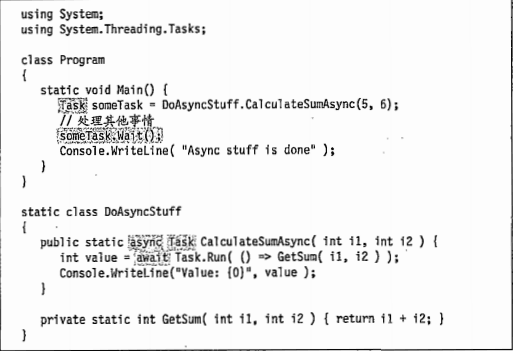 using System;
using System.Threading.Tasks;
class Program
{
static void Main() {
Task someTask = DoAsyncStuff.CalculateSumAsync(5, 6);
// 处理其他事情
someTask.Wait();
Console.WriteLine( "Async stuff is done" );
}
}
static class DoAsyncStuff
{
public static async Task CalculateSumAsync( int i1, int i2 ) {
int value = await Task.Run( () => GetSum( i1, i2 ) );
Console.WriteLine("Value: {0}", value );
}
private static int GetSum( int i1, int i2 ) { return i1 + i2; }
}